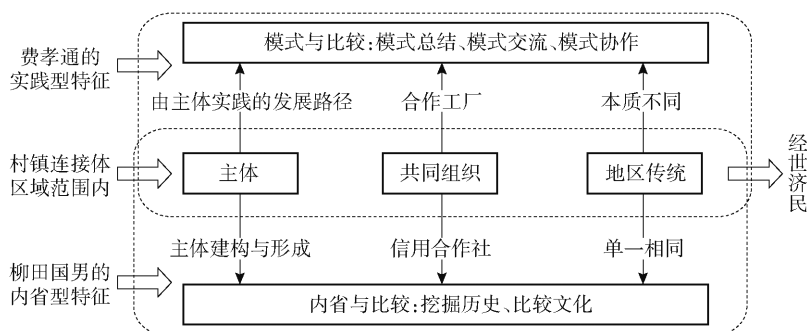 费孝通的
实践型特征
模式与比较:模式总结、模式交流、模式协作
由主体实践的发展路径
合作工厂
本质不同
村镇连接体
区域范围内
主体
共同组织
地区传统
经世济民
主体建构与形成
信用合作社
单一相同
柳田国男的
内省型特征
内省与比较:挖掘历史、比较文化